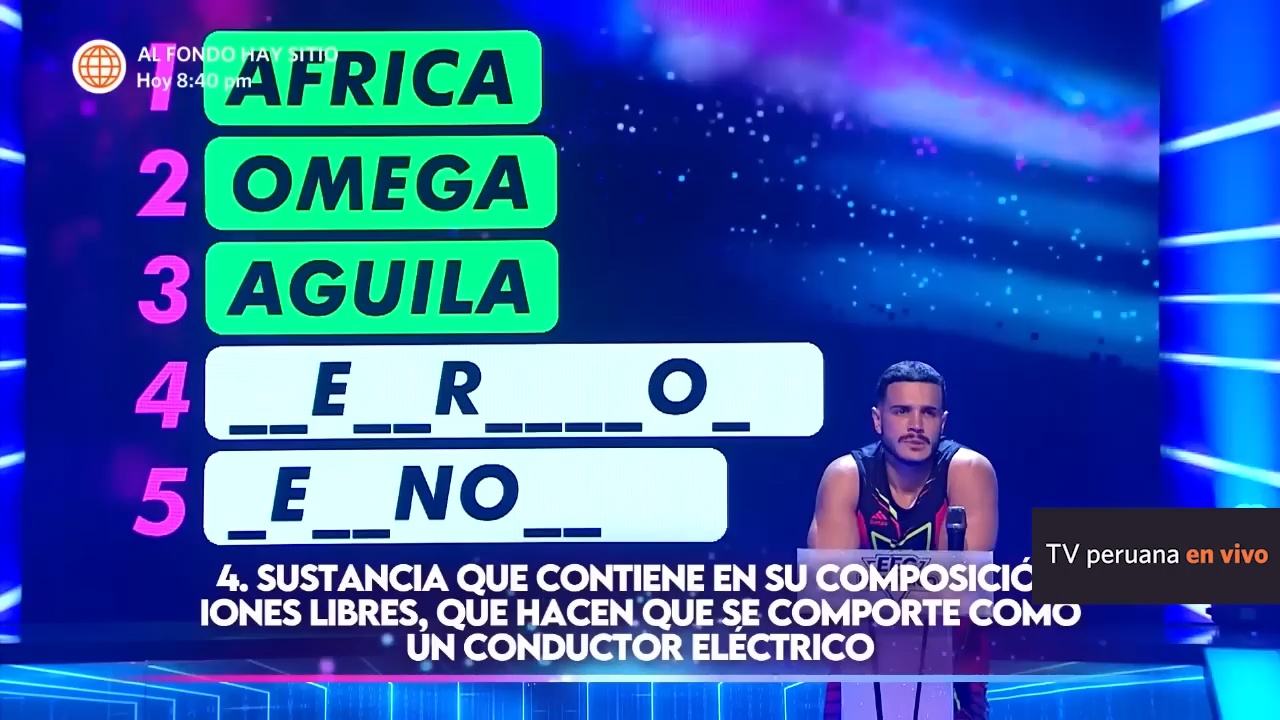 AL FONDO HAY SITIO
Hoy 8:40 pm
1 AFRICA
2 OMEGA
3 AGUILA
4 __E__R____O_
5 _E__NO__
TV peruana en vivo
4. SUSTANCIA QUE CONTIENE EN SU COMPOSICIÓ
IONES LIBRES, QUE HACEN QUE SE COMPORTE COMO
UN CONDUCTOR ELÉCTRICO